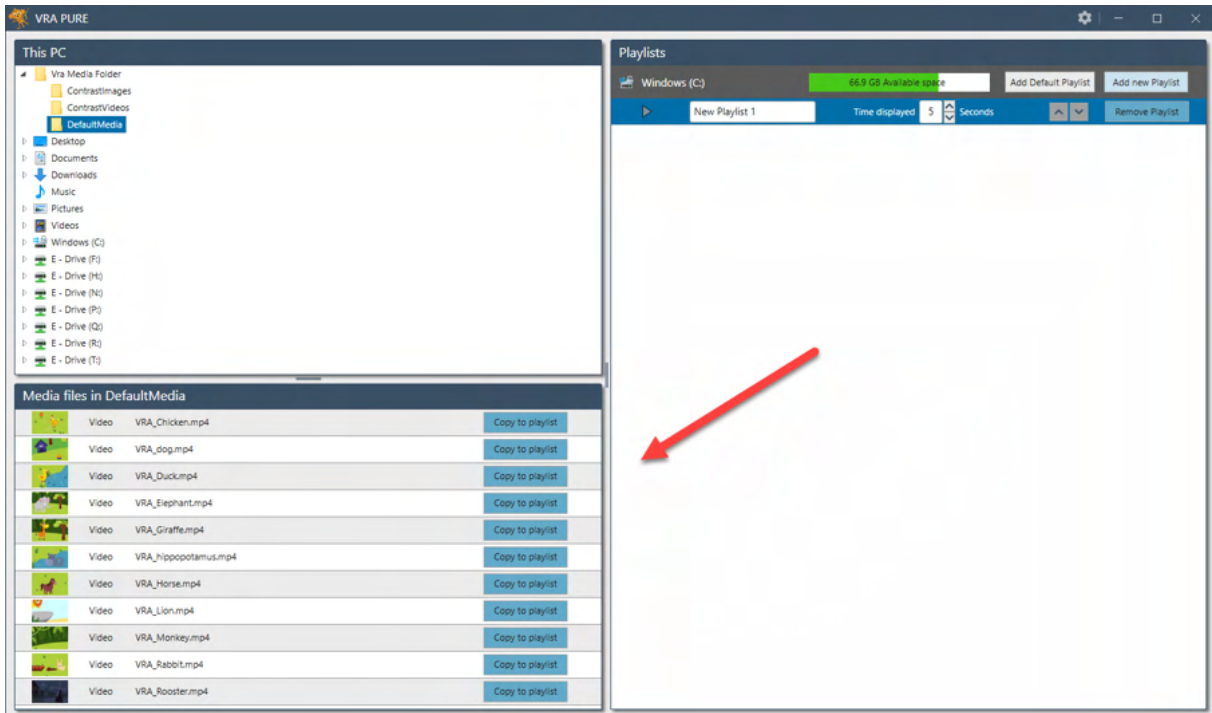 VRA PURE
This PC
Vra Media Folder
ContrastImages
ContrastVideos
DefaultMedia
Desktop
Documents
Downloads
Music
Pictures
Videos
Windows (C:)
E - Drive (F:)
E - Drive (H:)
E - Drive (N:)
E - Drive (P:)
E - Drive (Q:)
E - Drive (R:)
E - Drive (T:)
Media files in DefaultMedia
Video VRA_Chicken.mp4 Copy to playlist
Video VRA_dog.mp4 Copy to playlist
Video VRA_Duck.mp4 Copy to playlist
Video VRA_Elephant.mp4 Copy to playlist
Video VRA_Giraffe.mp4 Copy to playlist
Video VRA_hippopotamus.mp4 Copy to playlist
Video VRA_Horse.mp4 Copy to playlist
Video VRA_Lion.mp4 Copy to playlist
Video VRA_Monkey.mp4 Copy to playlist
Video VRA_Rabbit.mp4 Copy to playlist
Video VRA_Rooster.mp4 Copy to playlist
Playlists
Windows (C:) 66.9 GB Available space Add Default Playlist Add new Playlist
New Playlist 1 Time displayed 5 Seconds Remove Playlist